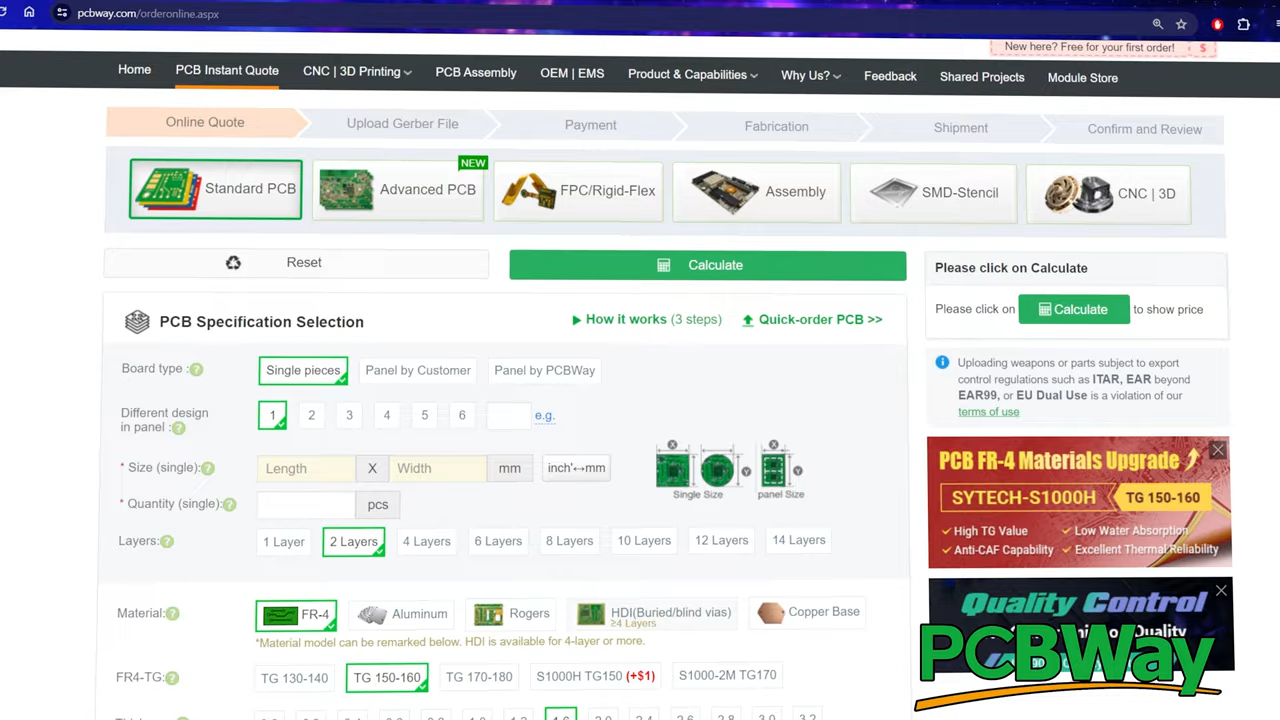 pcbway.com/orderonline.aspx
New here? Free for your first order! $
Home PCB Instant Quote CNC | 3D Printing PCB Assembly OEM | EMS Product & Capabilities Why Us? Feedback Shared Projects Module Store
Online Quote Upload Gerber File Payment Fabrication Shipment Confirm and Review
NEW
Standard PCB Advanced PCB FPC/Rigid-Flex Assembly SMD-Stencil CNC | 3D
Reset Calculate
Please click on Calculate
Please click on Calculate to show price
PCB Specification Selection How it works (3 steps) Quick-order PCB >>
Board type : ? Single pieces Panel by Customer Panel by PCBWay
Uploading weapons or parts subject to export
control regulations such as ITAR, EAR beyond
EAR99, or EU Dual Use is a violation of our
terms of use
Different design
in panel : ? 1 2 3 4 5 6 e.g.
* Size (single): ? Length X Width mm inch'↔mm
X Y X Y
Single Size panel Size
* Quantity (single): ? pcs
Layers: ? 1 Layer 2 Layers 4 Layers 6 Layers 8 Layers 10 Layers 12 Layers 14 Layers
PCB FR-4 Materials Upgrade
SYTECH-S1000H TG 150-160
High TG Value Low Water Absorption
Anti-CAF Capability Excellent Thermal Reliability
Material: ? FR-4 Aluminum Rogers HDI(Buried/blind vias) Copper Base
≥4 Layers
*Material model can be remarked below. HDI is available for 4-layer or more.
FR4-TG: ? TG 130-140 TG 150-160 TG 170-180 S1000H TG150 (+$1) S1000-2M TG170
Quality Control
PCBWay